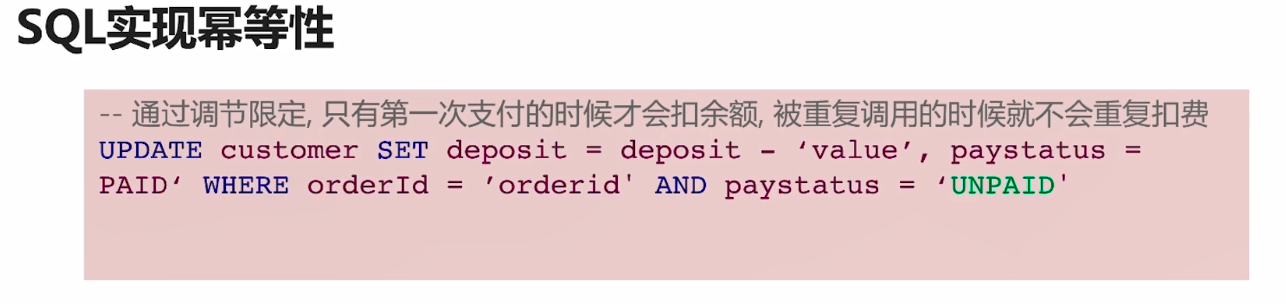 SQL实现幂等性
-- 通过调节限定, 只有第一次支付的时候才会扣余额, 被重复调用的时候就不会重复扣费
UPDATE customer SET deposit = deposit – ‘value’, paystatus =
PAID‘ WHERE orderId = ’orderid' AND paystatus = ‘UNPAID'